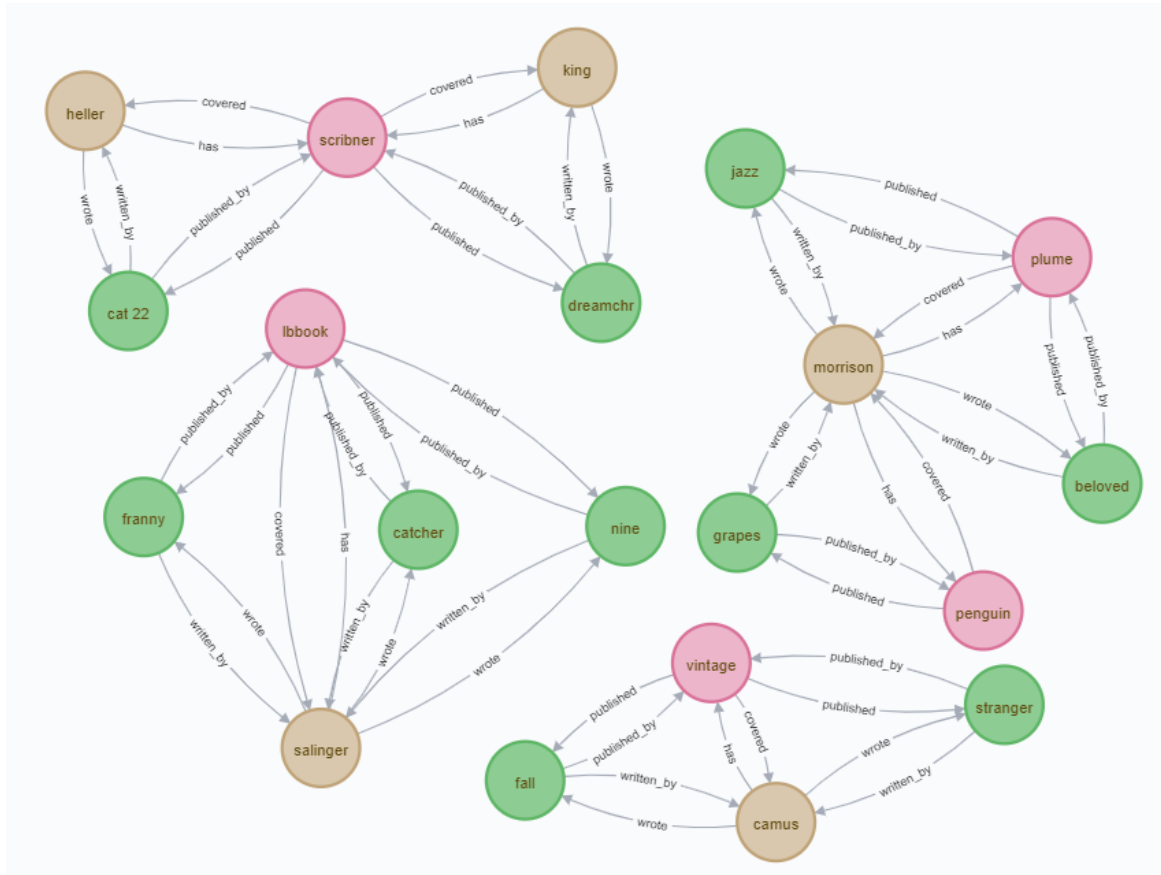 king
covered
heller
covered
scribner
has
has
wrote
written_by
published_by
published_by
written_by
wrote
published
published
cat 22
dreamchr
jazz
published
written_by
published_by
plume
wrote
covered
has
morrison
published
published_by
wrote
wrote
written_by
written_by
beloved
has
covered
grapes
published_by
published
penguin
lbbook
published_by
published
published
published_by
published
published_by
franny
catcher
nine
covered
has
written_by
wrote
written_by
wrote
written_by
wrote
salinger
vintage
published_by
published
published
stranger
published_by
has
covered
wrote
fall
written_by
written_by
wrote
camus